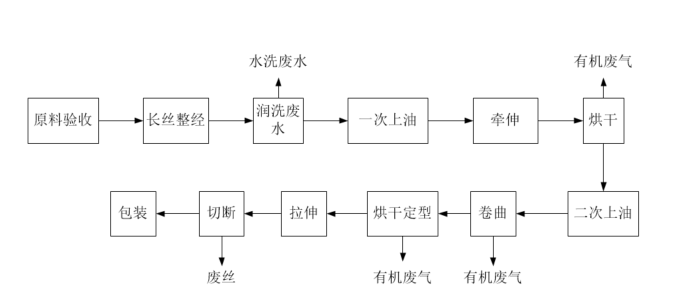 水洗废水
有机废气
原料验收
长丝整经
润洗废
水
一次上油
牵伸
烘干
包装
切断
拉伸
烘干定型
卷曲
二次上油
废丝
有机废气
有机废气